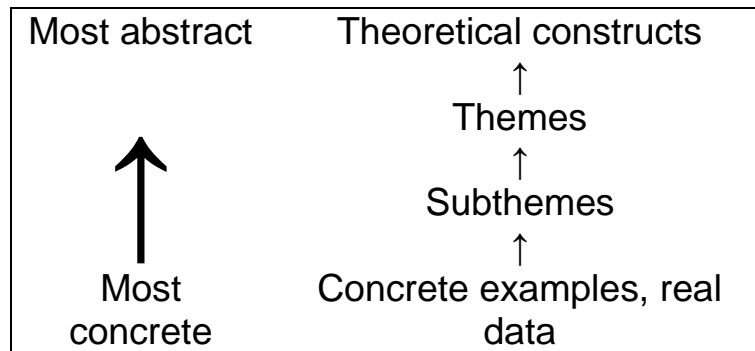 Most abstract Theoretical constructs
↑
Themes
↑
Subthemes
↑
Most Concrete examples, real
concrete data